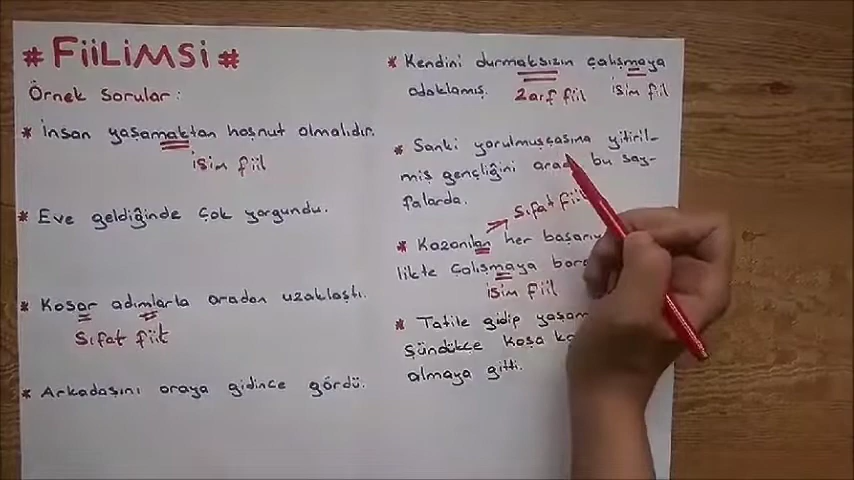 # FiiLiMSi #
Örnek Sorular:
* İnsan yaşamaktan hoşnut olmalıdır.
isim fiil
* Eve geldiğinde çok yorgundu.
* Koşar adımlarla oradan uzaklaştı.
Sıfat fiil
* Arkadaşını oraya gidince gördü.
* Kendini durmaksızın çalışmaya
adaklamış.
Zarf fiil isim fiil
* Sanki yorulmuşçasına yitiril-
miş gençliğini bu say-
falarda.
Sıfat fiil
* Kazanılan her
likte çalışmaya
isim fiil
* Tatile gidip
şündükçe koşa
almaya gitti.